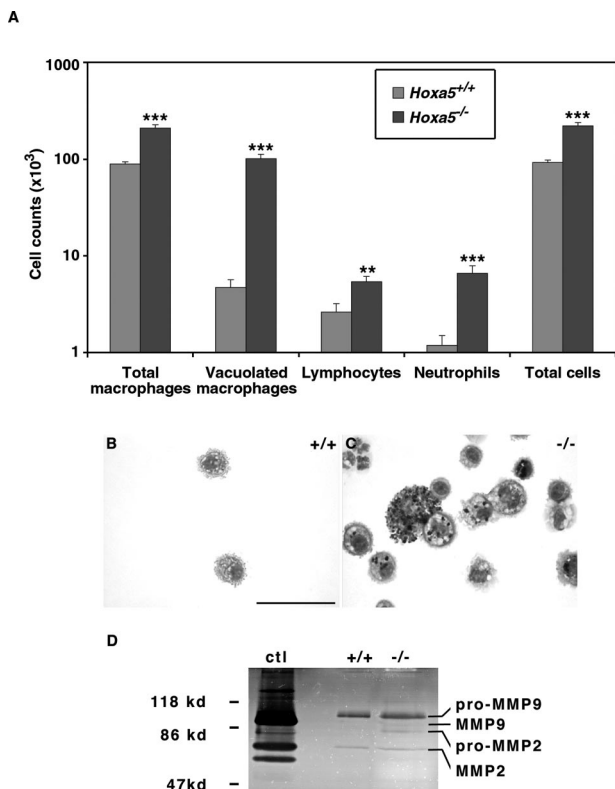 A
1000
100
10
1
Cell counts (x10³)
Hoxa5+/+
Hoxa5-/-
***
***
**
***
***
Total macrophages
Vacuolated macrophages
Lymphocytes
Neutrophils
Total cells
B
+/+
C
-/-
D
ctl
+/+
-/-
118 kd
86 kd
47kd
pro-MMP9
MMP9
pro-MMP2
MMP2